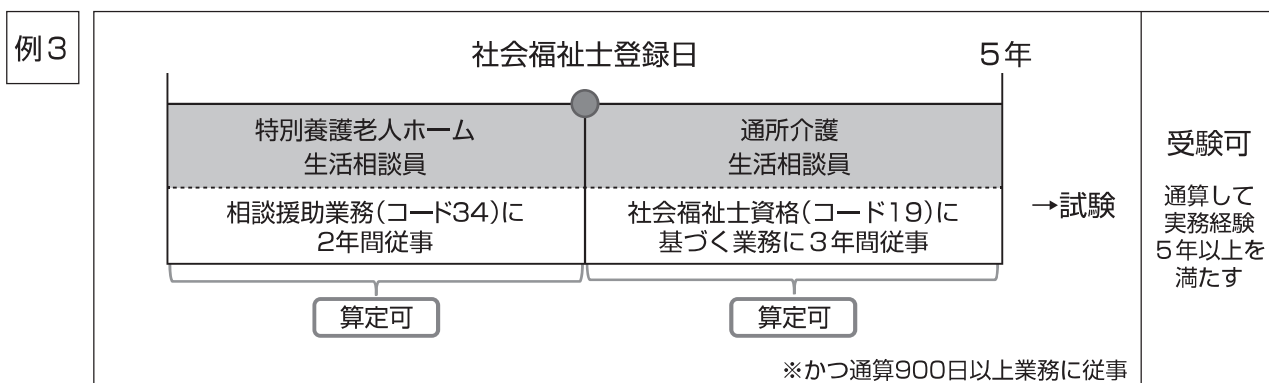 例3
社会福祉士登録日
5年
特別養護老人ホーム
生活相談員
通所介護
生活相談員
相談援助業務(コード34)に
2年間従事
社会福祉士資格(コード19)に
基づく業務に3年間従事
→試験
算定可
算定可
※かつ通算900日以上業務に従事
受験可
通算して
実務経験
5年以上を
満たす